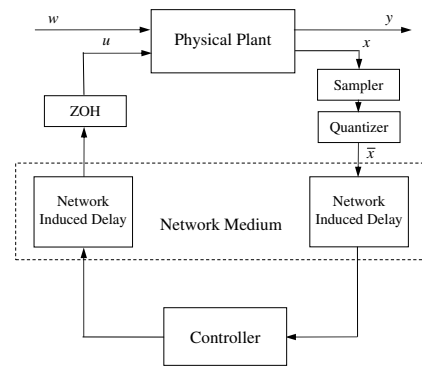 w
y
Physical Plant
u
x
Sampler
ZOH
Quantizer
x̅
Network
Induced Delay
Network Medium
Network
Induced Delay
Controller